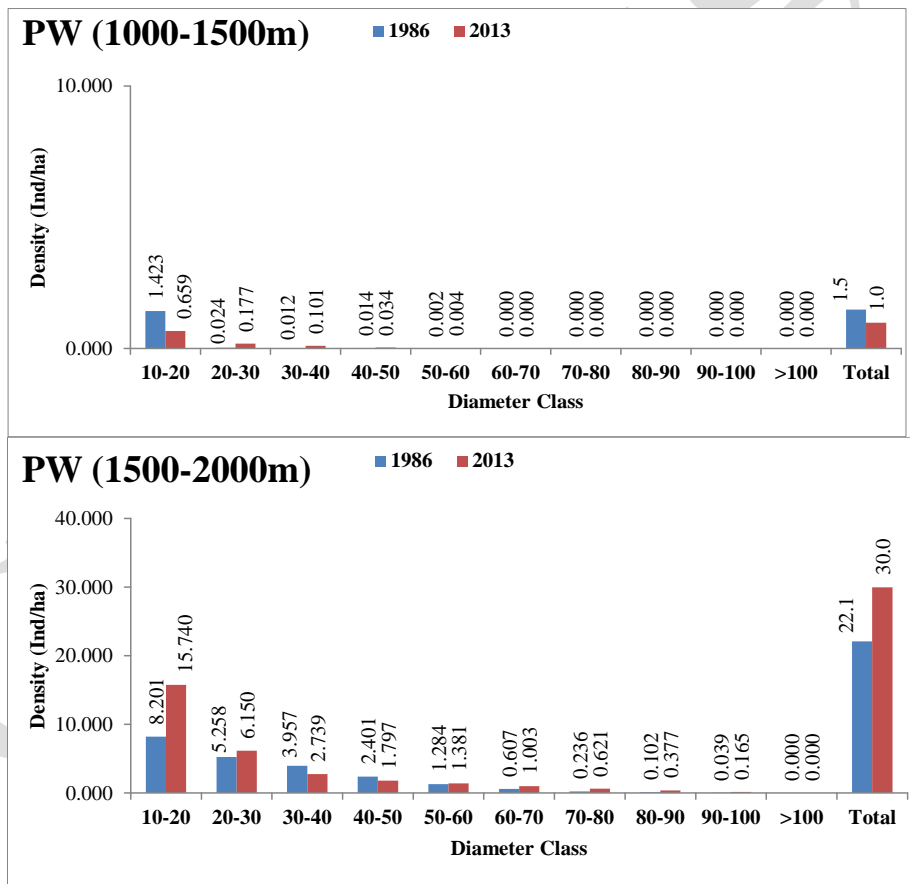 PW (1000-1500m)
1986 2013
10.000
0.000
Density (Ind/ha)
1.423 0.659 0.024 0.177 0.012 0.101 0.014 0.034 0.002 0.004 0.000 0.000 0.000 0.000 0.000 0.000 0.000 0.000 0.000 0.000 1.5 1.0
10-20 20-30 30-40 40-50 50-60 60-70 70-80 80-90 90-100 >100 Total
Diameter Class
PW (1500-2000m)
1986 2013
40.000
30.000
20.000
10.000
0.000
Density (Ind/ha)
8.201 15.740 5.258 6.150 3.957 2.739 2.401 1.797 1.284 1.381 0.607 1.003 0.236 0.621 0.102 0.377 0.039 0.165 0.000 0.000 22.1 30.0
10-20 20-30 30-40 40-50 50-60 60-70 70-80 80-90 90-100 >100 Total
Diameter Class